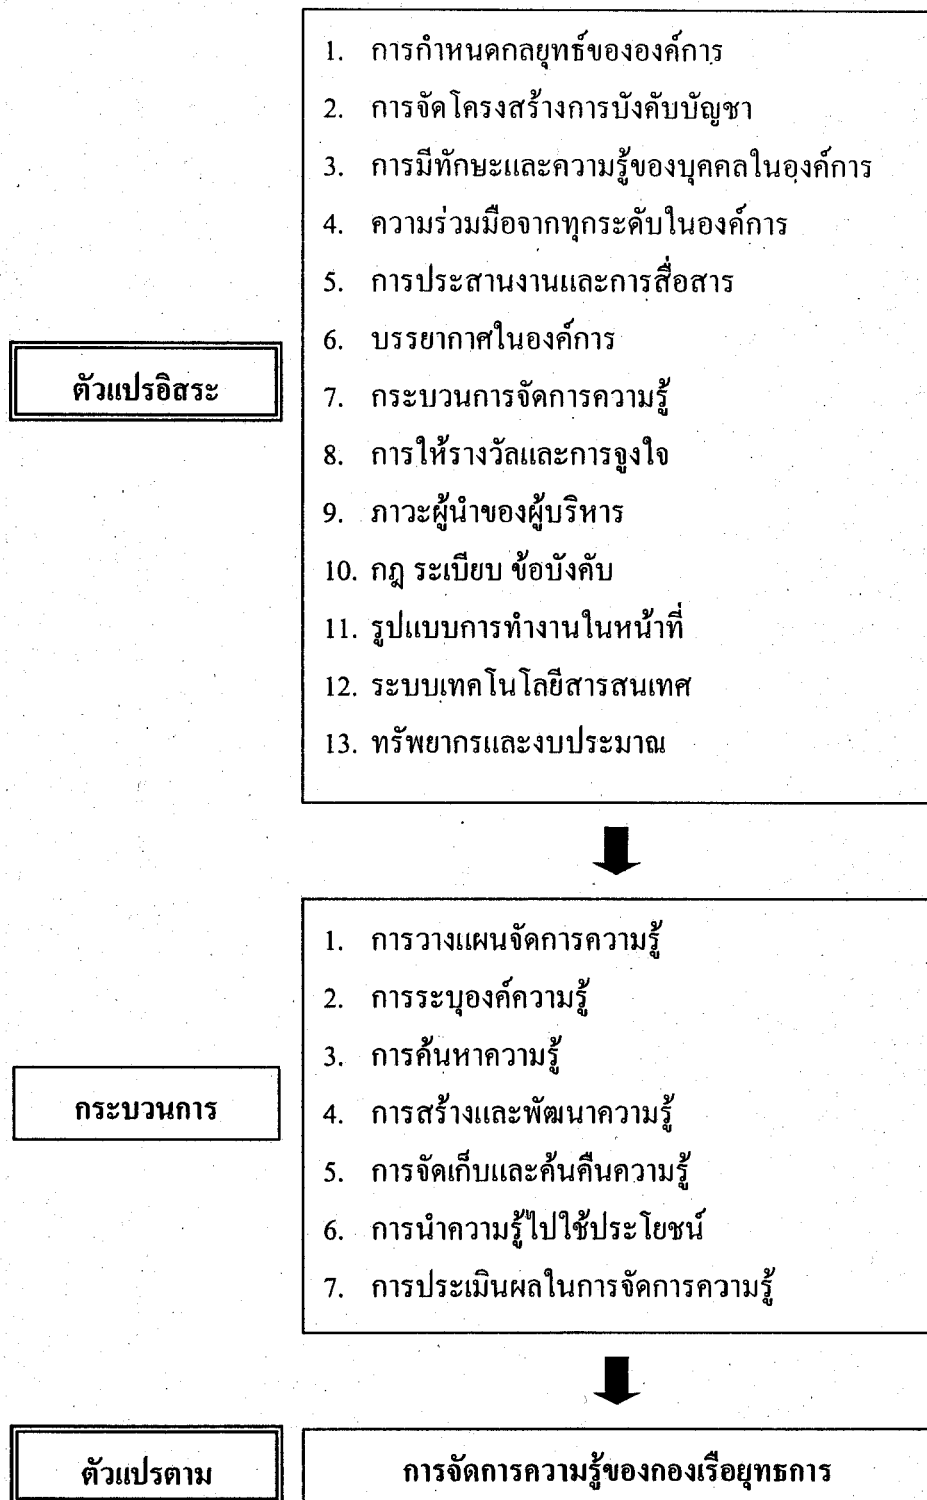 1. การกำหนดกลยุทธ์ขององค์การ
2. การจัดโครงสร้างการบังคับบัญชา
3. การมีทักษะและความรู้ของบุคคลในองค์การ
4. ความร่วมมือจากทุกระดับในองค์การ
5. การประสานงานและการสื่อสาร
6. บรรยากาศในองค์การ
ตัวแปรอิสระ
7. กระบวนการจัดการความรู้
8. การให้รางวัลและการจูงใจ
9. ภาวะผู้นำของผู้บริหาร
10. กฎ ระเบียบ ข้อบังคับ
11. รูปแบบการทำงานในหน้าที่
12. ระบบเทคโนโลยีสารสนเทศ
13. ทรัพยากรและงบประมาณ
1. การวางแผนจัดการความรู้
2. การระบุองค์ความรู้
3. การค้นหาความรู้
กระบวนการ
4. การสร้างและพัฒนาความรู้
5. การจัดเก็บและค้นคืนความรู้
6. การนำความรู้ไปใช้ประโยชน์
7. การประเมินผลในการจัดการความรู้
ตัวแปรตาม
การจัดการความรู้ของกองเรือยุทธการ